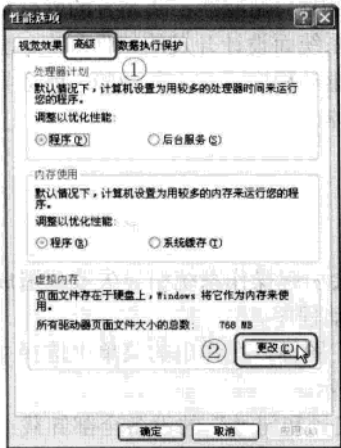 性能选项
视觉效果 高级 数据执行保护
①
处理器计划
默认情况下，计算机设置为用较多的处理器时间来运行
您的程序。
调整以优化性能:
程序(P) 后台服务(S)
内存使用
默认情况下，计算机设置为用较多的内存来运行您的程
序。
调整以优化性能:
程序(R) 系统缓存(T)
虚拟内存
页面文件存在于硬盘上，Windows 将它作为内存来使
用。
所有驱动器页面文件大小的总数: 768 MB
② 更改(C)
确定 取消 应用(A)